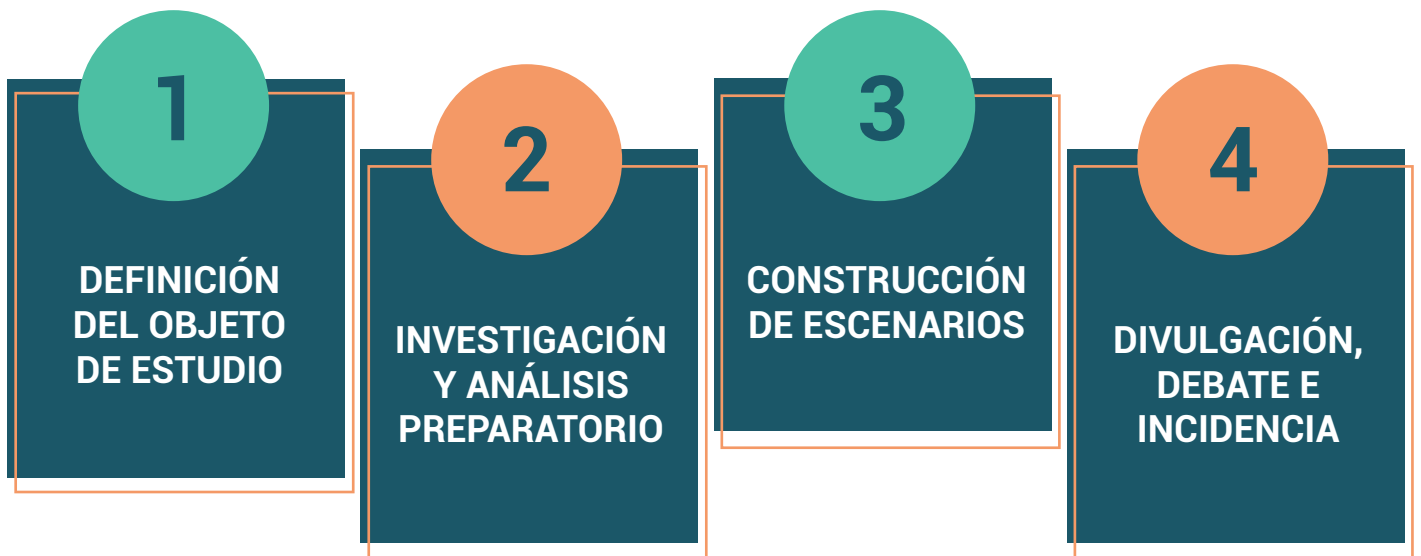 1
DEFINICIÓN
DEL OBJETO
DE ESTUDIO
2
INVESTIGACIÓN
Y ANÁLISIS
PREPARATORIO
3
CONSTRUCCIÓN
DE ESCENARIOS
4
DIVULGACIÓN,
DEBATE E
INCIDENCIA